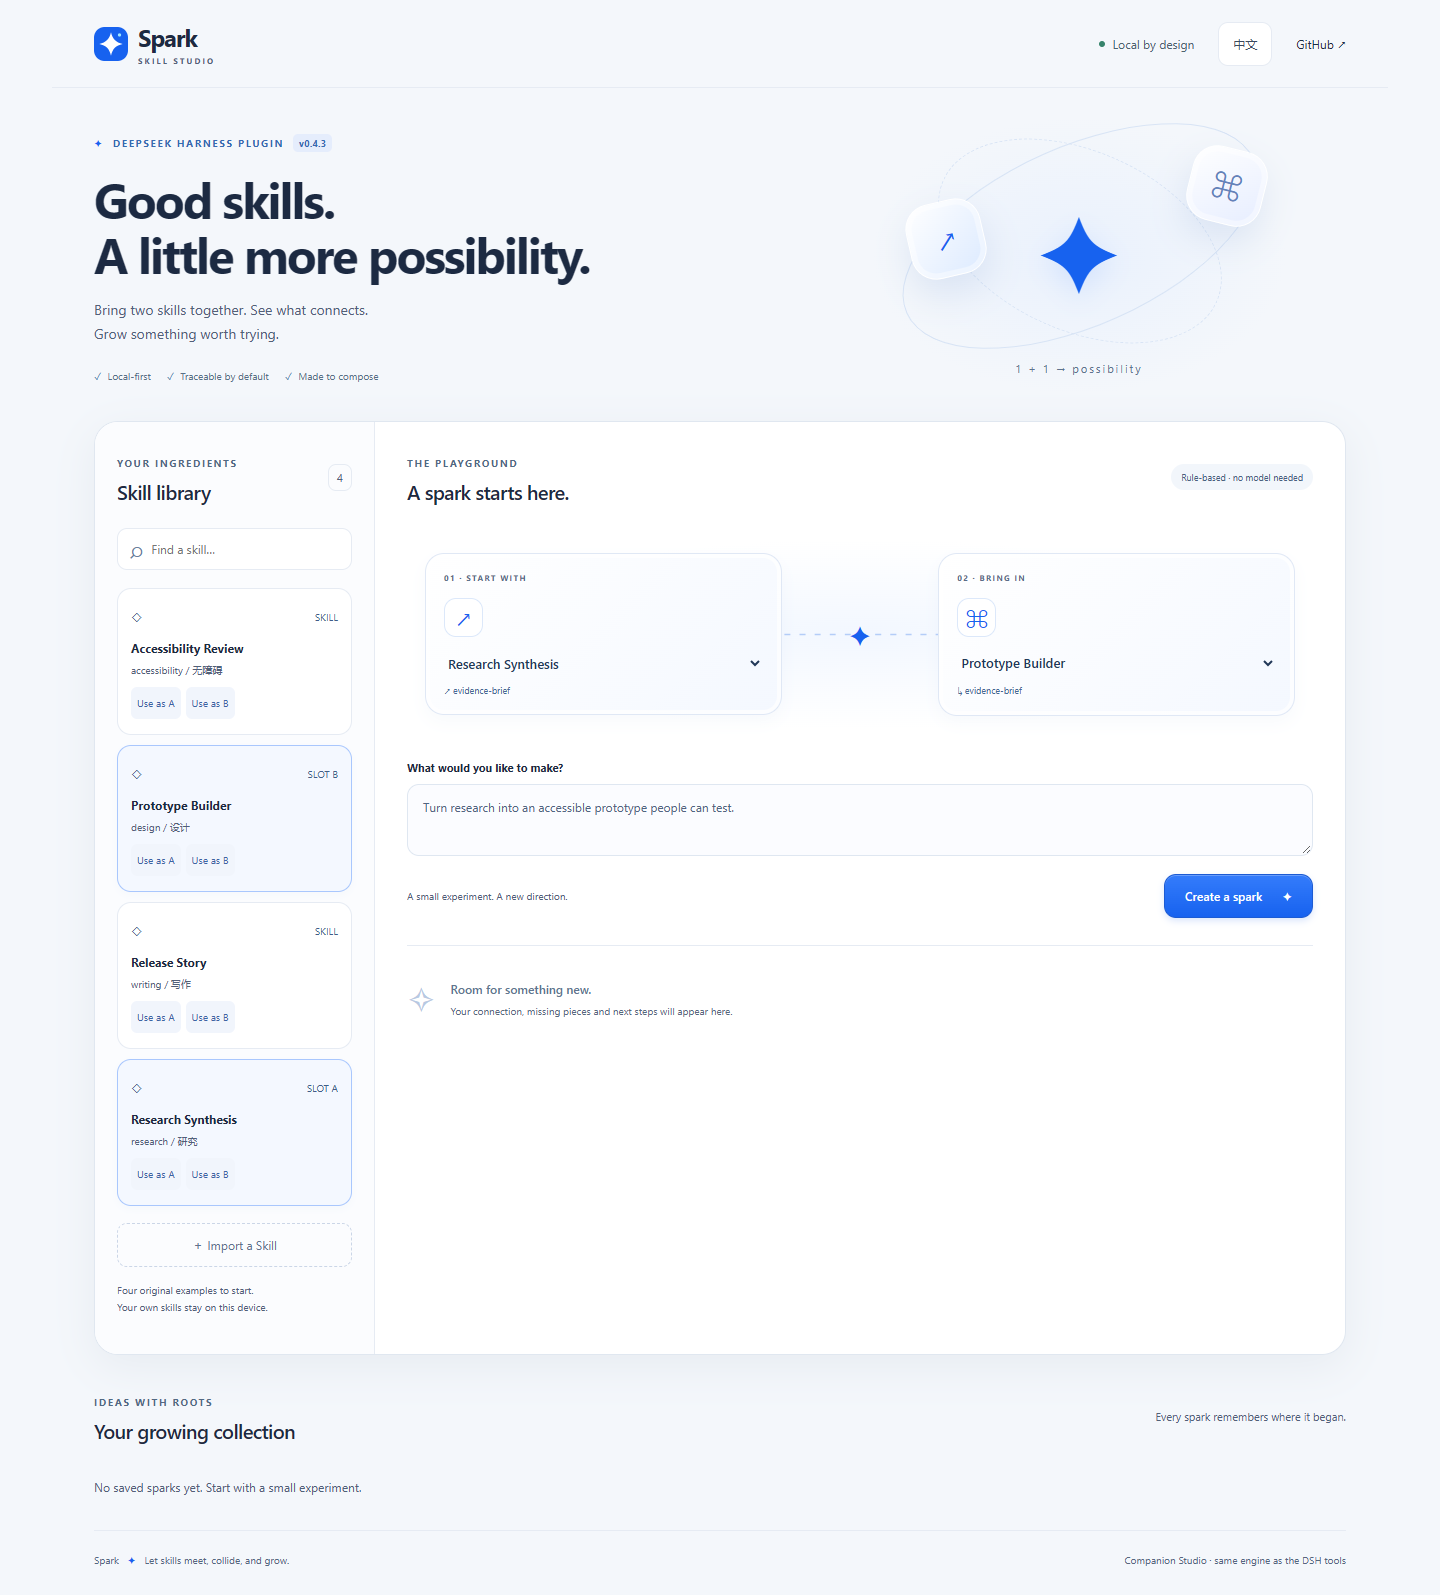 Spark
SKILL STUDIO
Local by design
中文
GitHub ↗
✦ DEEPSEEK HARNESS PLUGIN v0.4.3
Good skills.
A little more possibility.
Bring two skills together. See what connects.
Grow something worth trying.
✓ Local-first ✓ Traceable by default ✓ Made to compose
↗
⌘
1 + 1 → possibility
YOUR INGREDIENTS
Skill library
4
Find a skill...
SKILL
Accessibility Review
accessibility / 无障碍
Use as A Use as B
SLOT B
Prototype Builder
design / 设计
Use as A Use as B
SKILL
Release Story
writing / 写作
Use as A Use as B
SLOT A
Research Synthesis
research / 研究
Use as A Use as B
+ Import a Skill
Four original examples to start.
Your own skills stay on this device.
THE PLAYGROUND
A spark starts here.
Rule-based · no model needed
01 · START WITH
↗
Research Synthesis
↗ evidence-brief
02 · BRING IN
⌘
Prototype Builder
↳ evidence-brief
What would you like to make?
Turn research into an accessible prototype people can test.
A small experiment. A new direction.
Create a spark ✦
Room for something new.
Your connection, missing pieces and next steps will appear here.
IDEAS WITH ROOTS
Your growing collection
Every spark remembers where it began.
No saved sparks yet. Start with a small experiment.
Spark ✦ Let skills meet, collide, and grow.
Companion Studio · same engine as the DSH tools